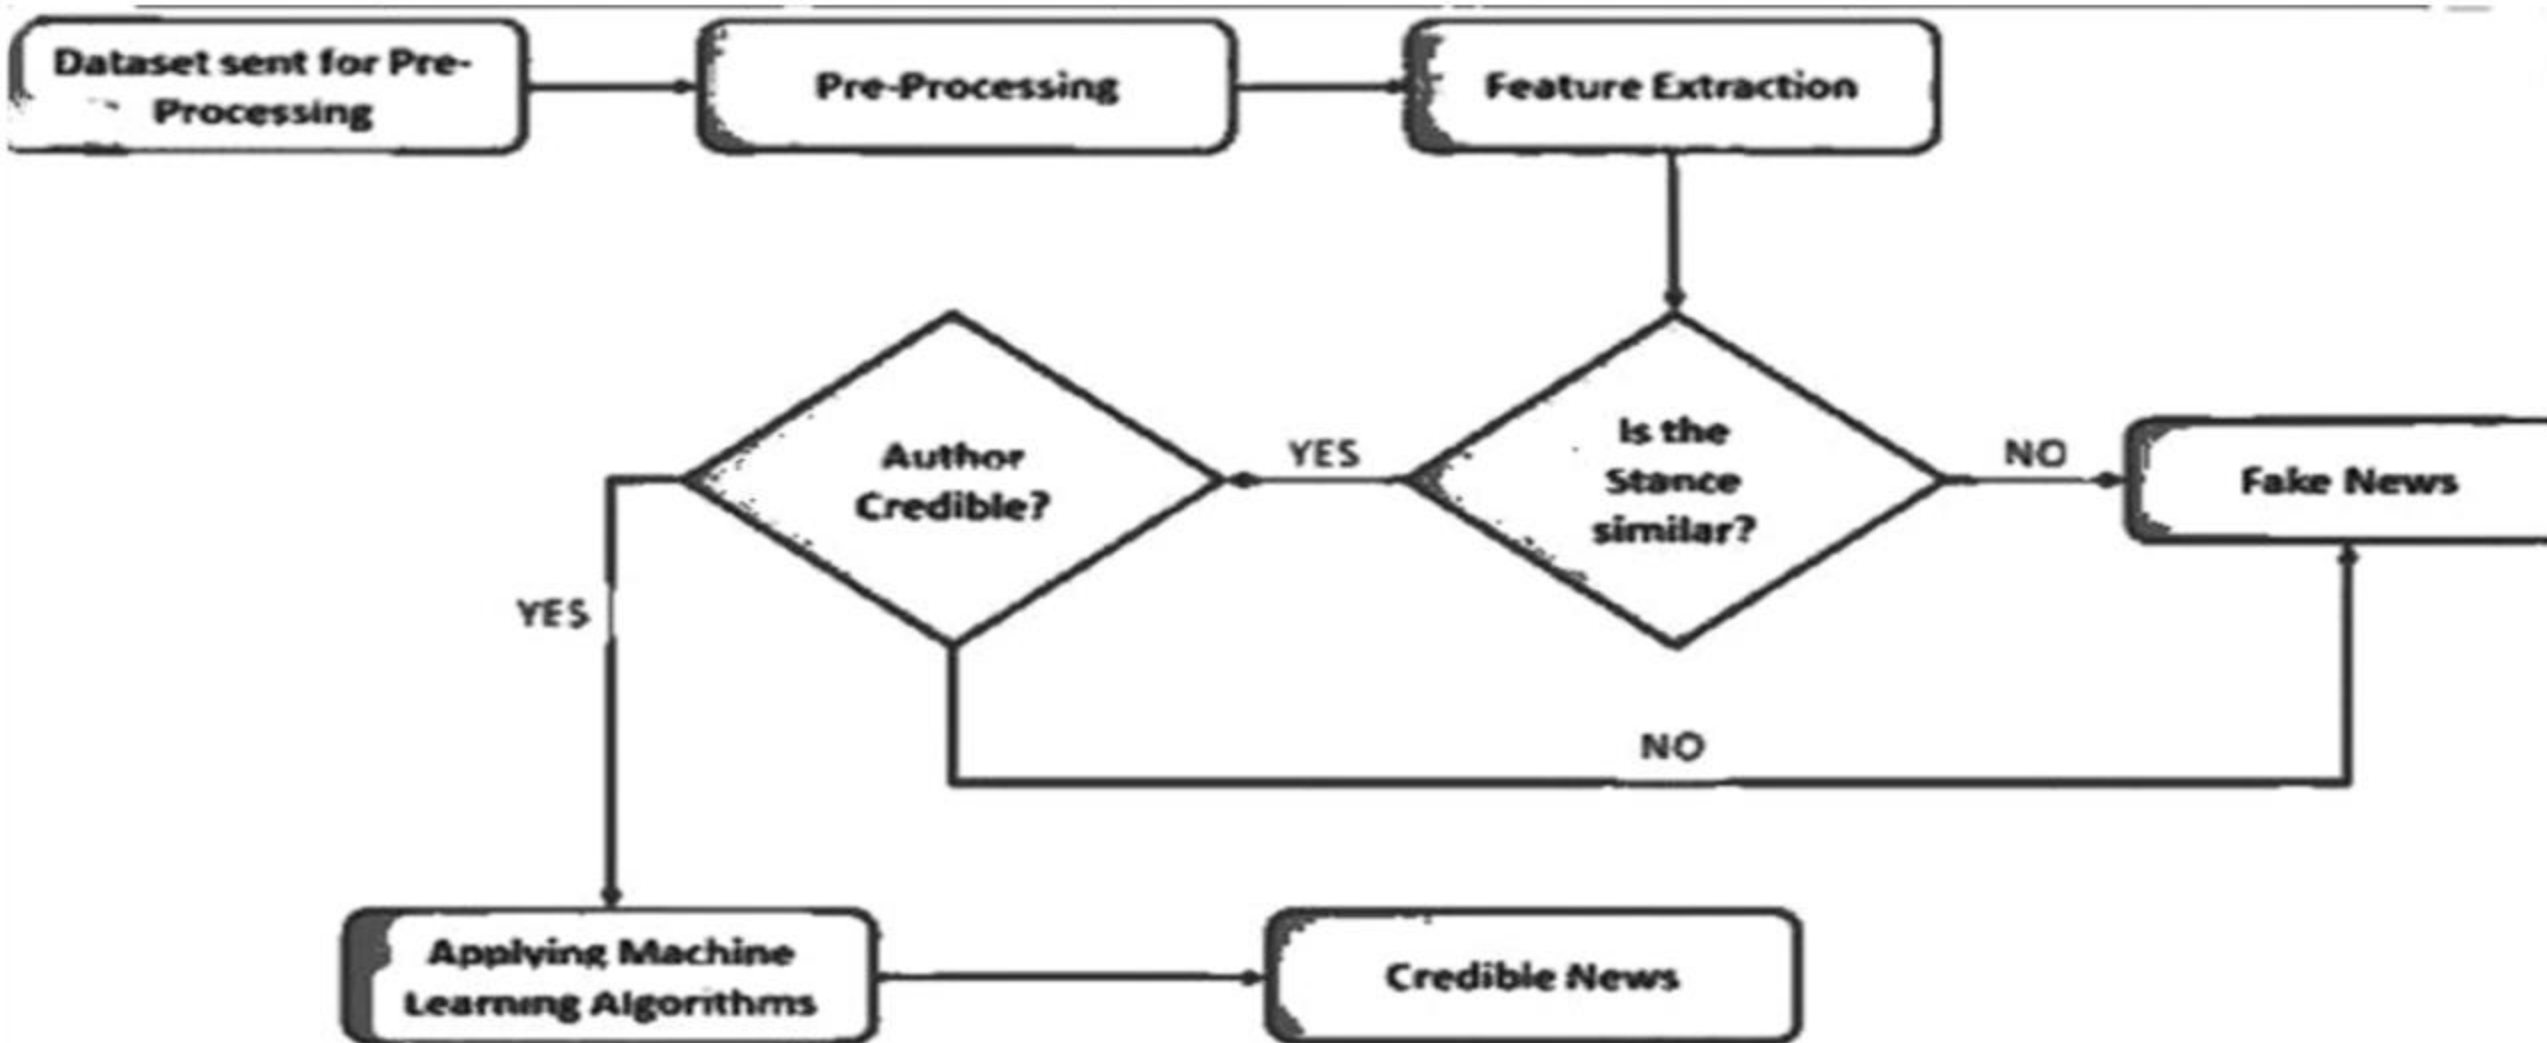 Dataset sent for Pre-
Processing
Pre-Processing
Feature Extraction
Author
Credible?
YES
Is the
Stance
similar?
NO
Fake News
YES
NO
Applying Machine
Learning Algorithms
Credible News